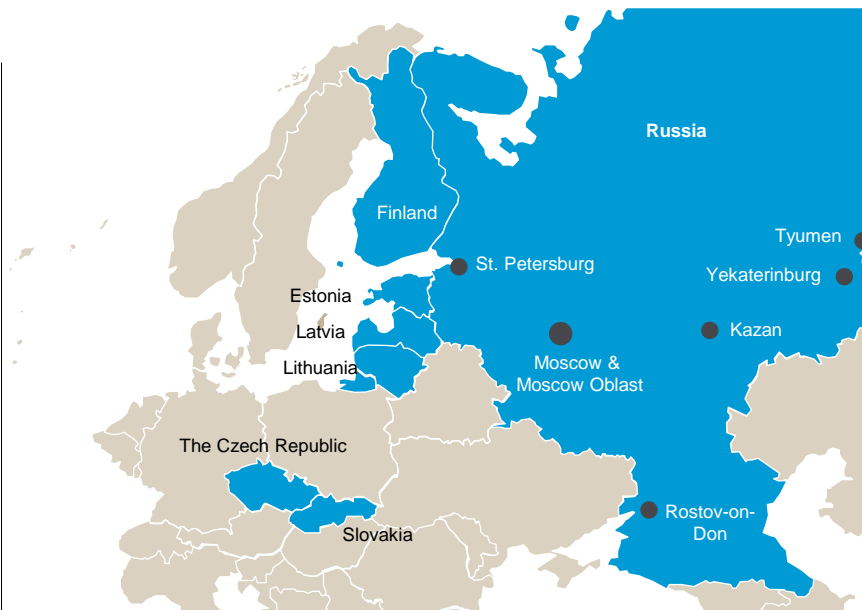 Russia
Finland
Tyumen
St. Petersburg
Yekaterinburg
Estonia
Latvia
Kazan
Lithuania
Moscow &
Moscow Oblast
The Czech Republic
Rostov-on-
Don
Slovakia